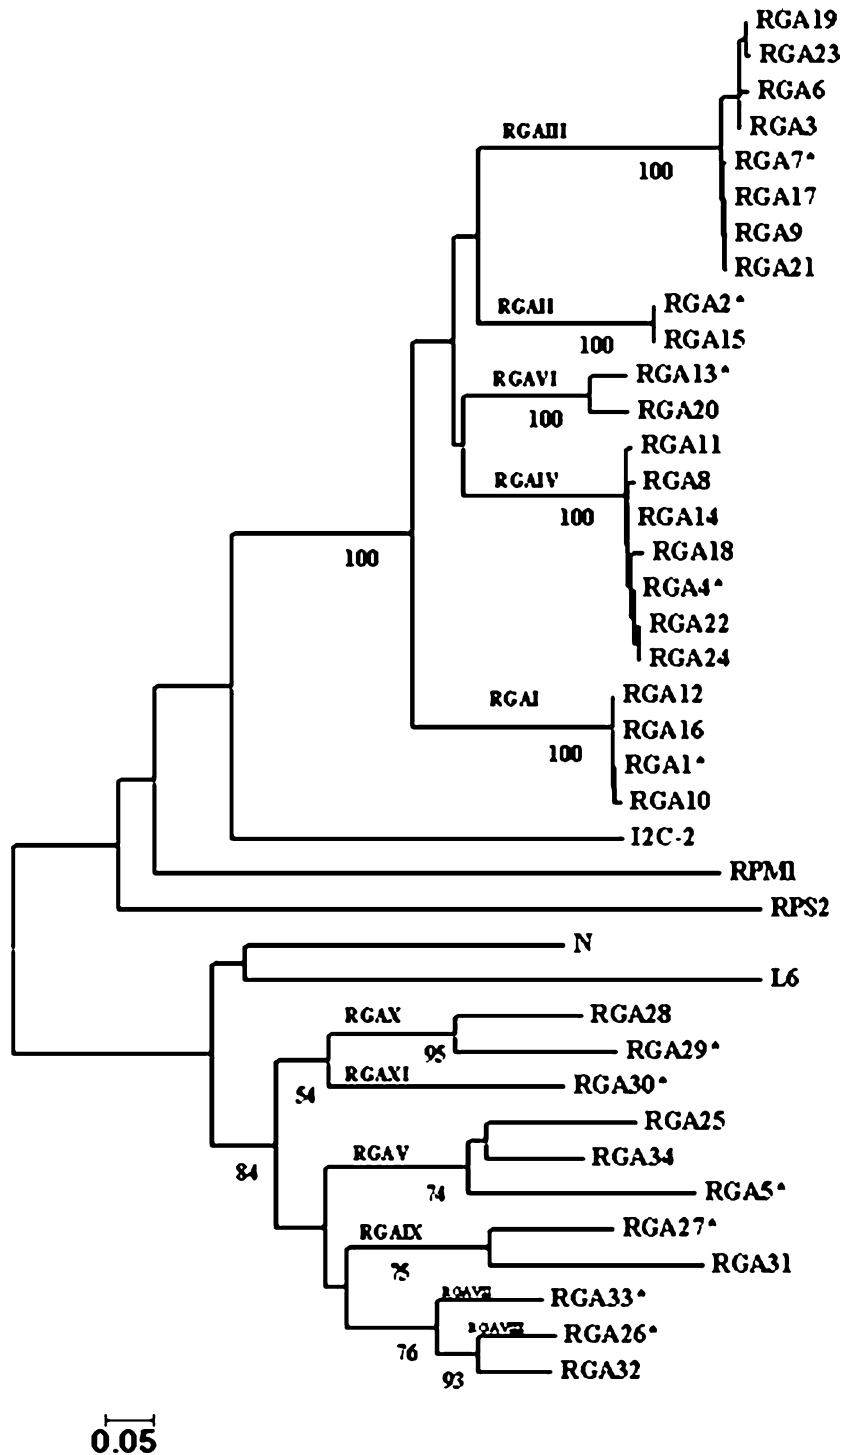 RGA19
RGA23
RGA6
RGA3
RGAIII
RGA7*
100
RGA17
RGA9
RGA21
RGAII
RGA2*
100
RGA15
RGAVI
RGA13*
100
RGA20
RGA11
RGAIV
RGA8
100
RGA14
RGA18
100
RGA4*
RGA22
RGA24
RGAI
RGA12
RGA16
100
RGA1*
RGA10
I2C-2
RPM1
RPS2
N
L6
RGAX
RGA28
95
RGA29*
RGAXI
54
RGA30*
RGA25
RGAV
84
RGA34
74
RGA5*
RGAIX
RGA27*
75
RGA31
RGAVII
RGA33*
RGAVIII
RGA26*
76
93
RGA32
0.05